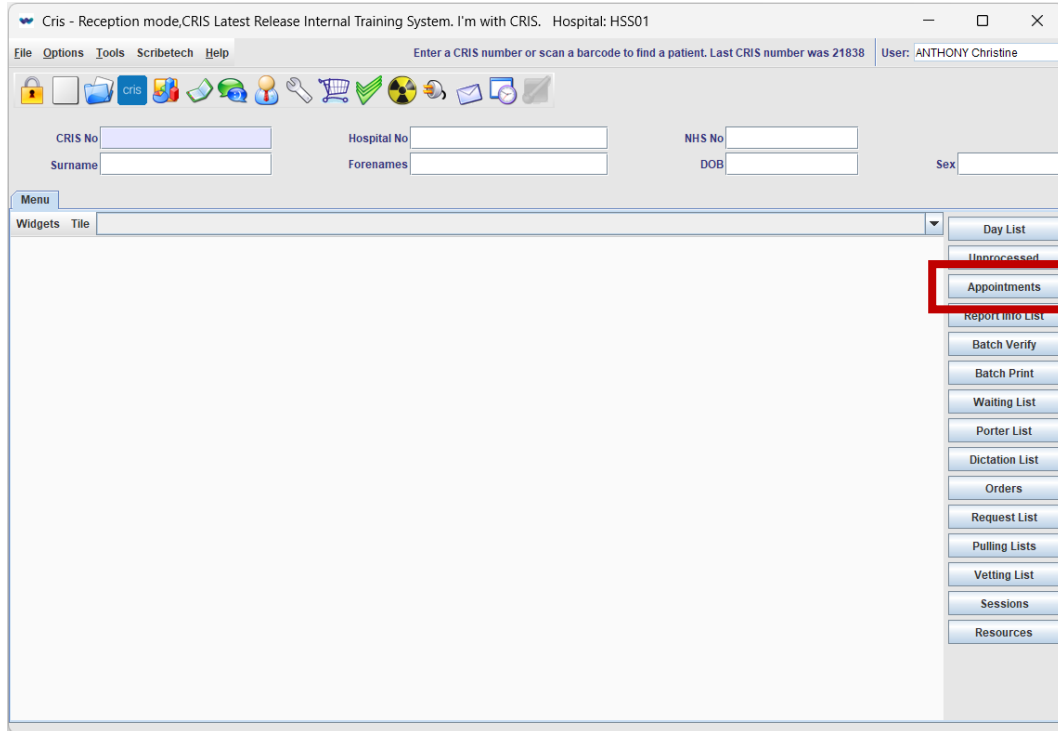 Cris - Reception mode,CRIS Latest Release Internal Training System. I'm with CRIS. Hospital: HSS01
File Options Tools Scribetech Help Enter a CRIS number or scan a barcode to find a patient. Last CRIS number was 21838 User: ANTHONY Christine
cris
CRIS No Hospital No NHS No
Surname Forenames DOB Sex
Menu
Widgets Tile
Day List
Unprocessed
Appointments
Report Info List
Batch Verify
Batch Print
Waiting List
Porter List
Dictation List
Orders
Request List
Pulling Lists
Vetting List
Sessions
Resources